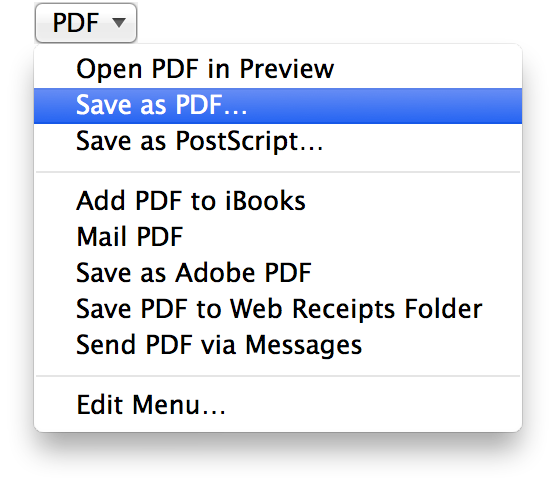 PDF
Open PDF in Preview
Save as PDF…
Save as PostScript…
Add PDF to iBooks
Mail PDF
Save as Adobe PDF
Save PDF to Web Receipts Folder
Send PDF via Messages
Edit Menu…